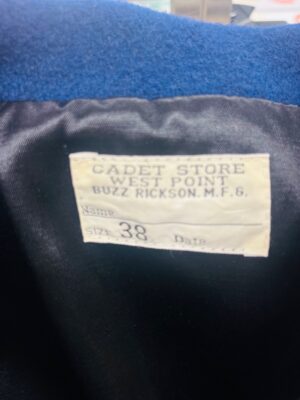 CADET STORE
WEST POINT
BUZZ RICKSON.M.F.G.
Name
SIZE 38 Date